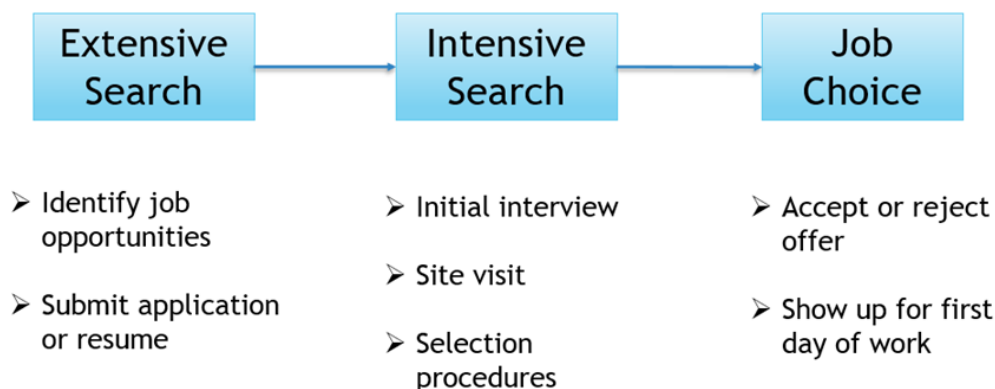 Extensive
Search
Intensive
Search
Job
Choice
➢ Identify job
opportunities
➢ Submit application
or resume
➢ Initial interview
➢ Site visit
➢ Selection
procedures
➢ Accept or reject
offer
➢ Show up for first
day of work